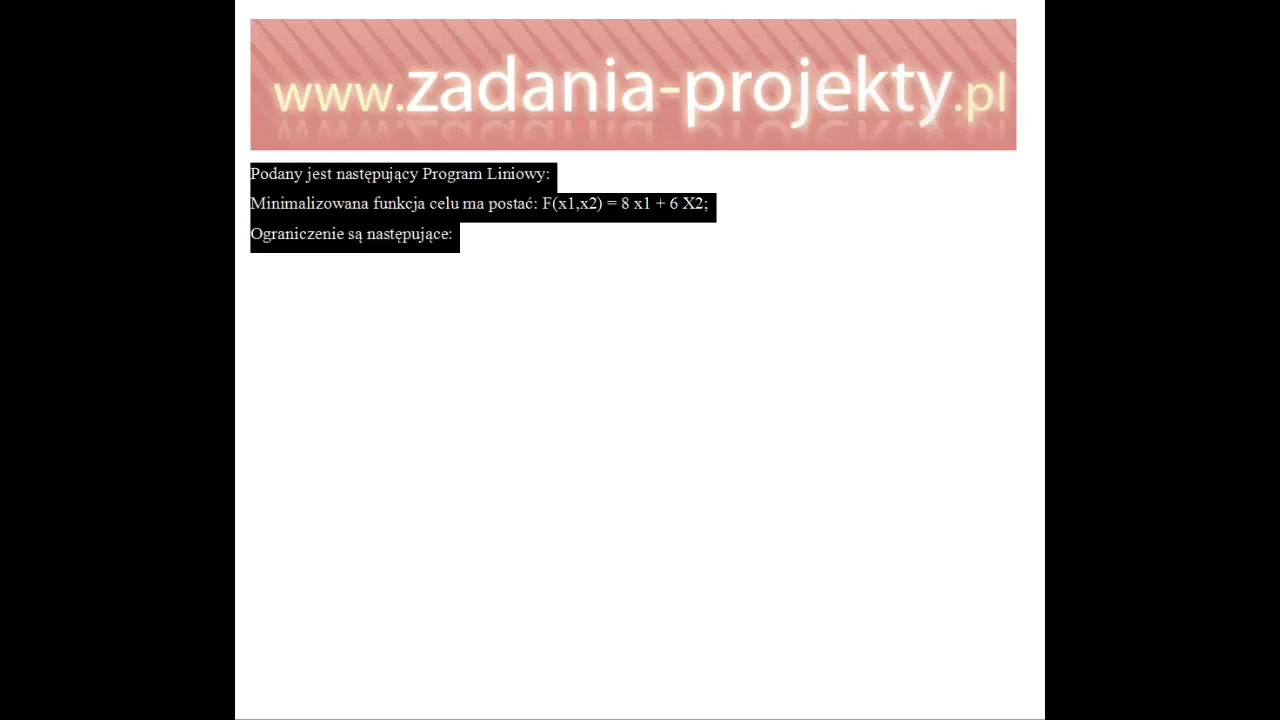 www.zadania-projekty.pl
Podany jest następujący Program Liniowy:
Minimalizowana funkcja celu ma postać: F(x1,x2) = 8 x1 + 6 X2;
Ograniczenie są następujące: